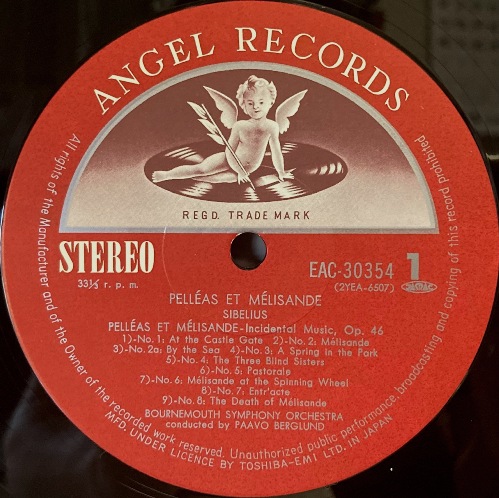 ANGEL RECORDS
REGD. TRADE MARK
STEREO
33⅓ r. p. m.
EAC-30354 1
(2YEA-6507)
PELLÉAS ET MÉLISANDE
SIBELIUS
PELLÉAS ET MÉLISANDE-Incidental Music, Op. 46
1)-No. 1: At the Castle Gate 2)-No. 2: Mélisande
3)-No. 2a: By the Sea 4)-No. 3: A Spring in the Park
5)-No. 4: The Three Blind Sisters
6)-No. 5: Pastorale
7)-No. 6: Mélisande at the Spinning Wheel
8)-No. 7: Entr'acte
9)-No. 8: The Death of Mélisande
BOURNEMOUTH SYMPHONY ORCHESTRA
conducted by PAAVO BERGLUND
All rights of the Manufacturer and of the Owner of the recorded work reserved. Unauthorized public performance, broadcasting and copying of this record prohibited
MFD. UNDER LICENCE BY TOSHIBA-EMI LTD. IN JAPAN